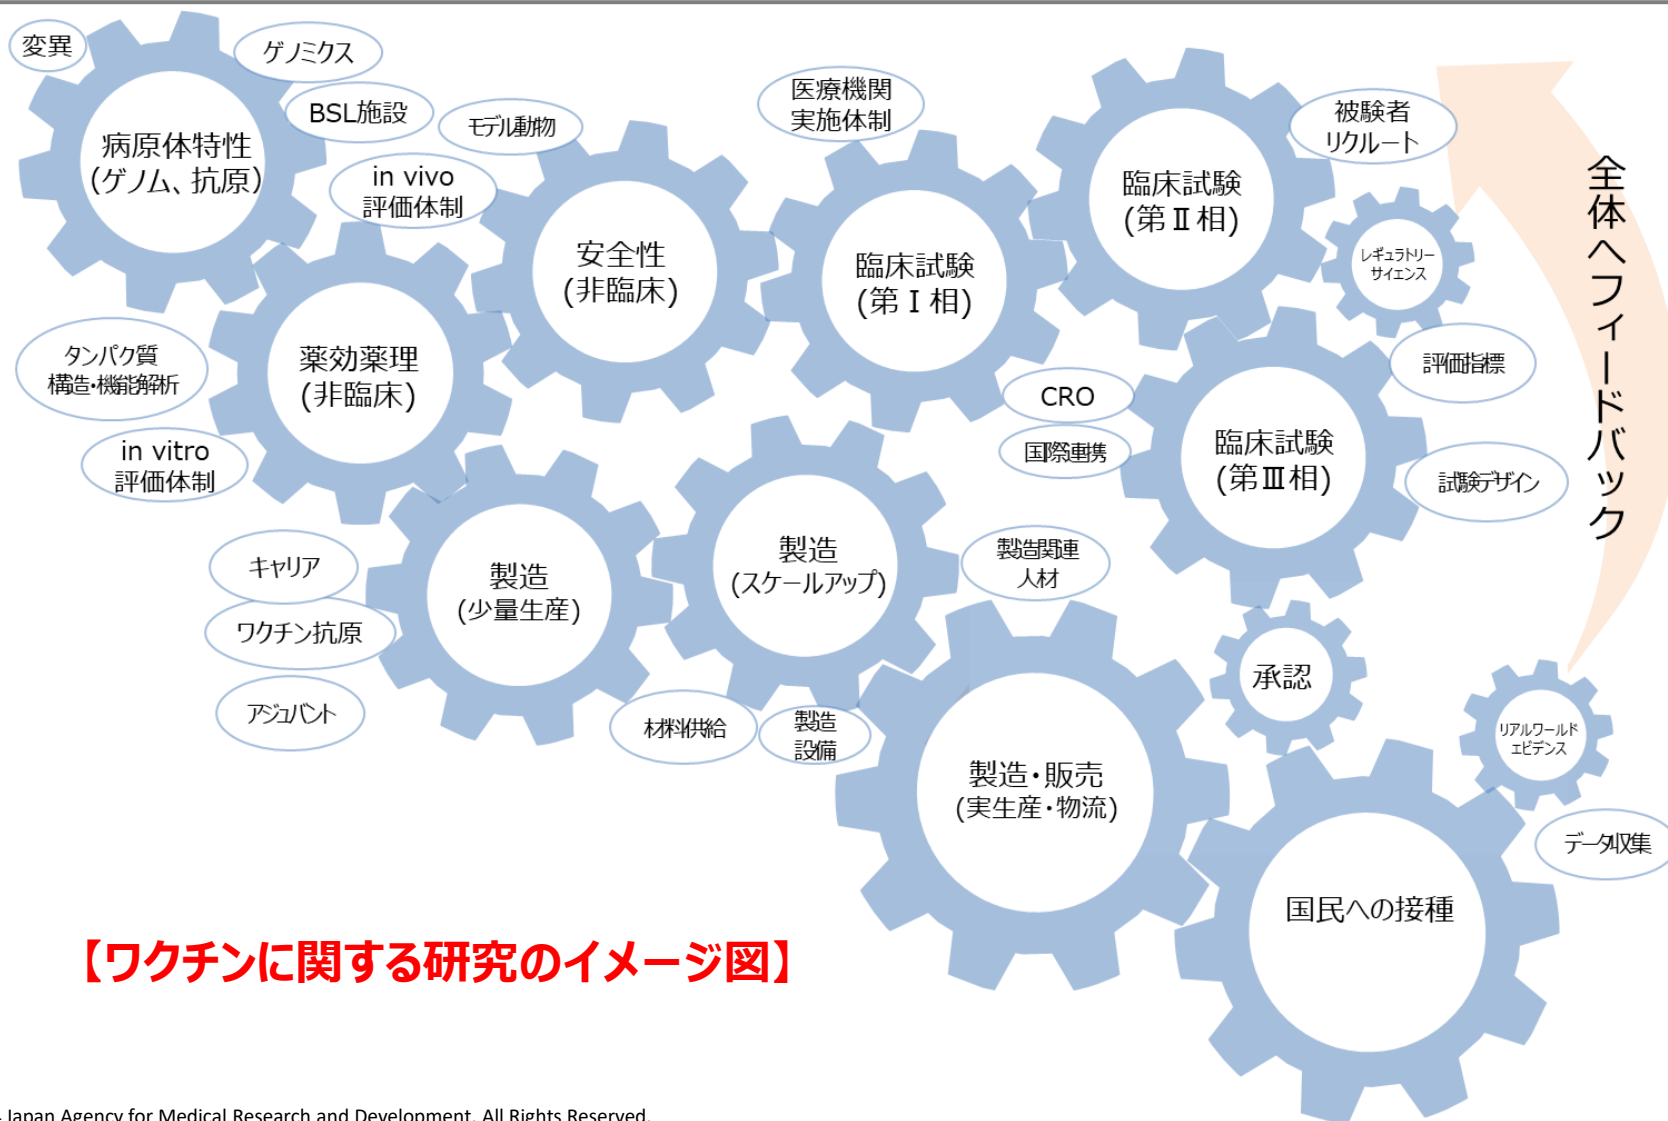 変異
ゲノミクス
BSL施設
モデル動物
病原体特性
(ゲノム、抗原)
in vivo
評価体制
医療機関
実施体制
被験者
リクルート
臨床試験
(第Ⅱ相)
全体へフィードバック
安全性
(非臨床)
臨床試験
(第Ⅰ相)
レギュラトリー
サイエンス
タンパク質
構造・機能解析
薬効薬理
(非臨床)
評価指標
CRO
国際連携
臨床試験
(第Ⅲ相)
試験デザイン
in vitro
評価体制
キャリア
ワクチン抗原
アジュバント
製造
(少量生産)
製造
(スケールアップ)
製造関連
人材
材料供給
製造
設備
承認
リアルワールド
エビデンス
製造・販売
(実生産・物流)
データ収集
国民への接種
【ワクチンに関する研究のイメージ図】
Japan Agency for Medical Research and Development. All Rights Reserved.